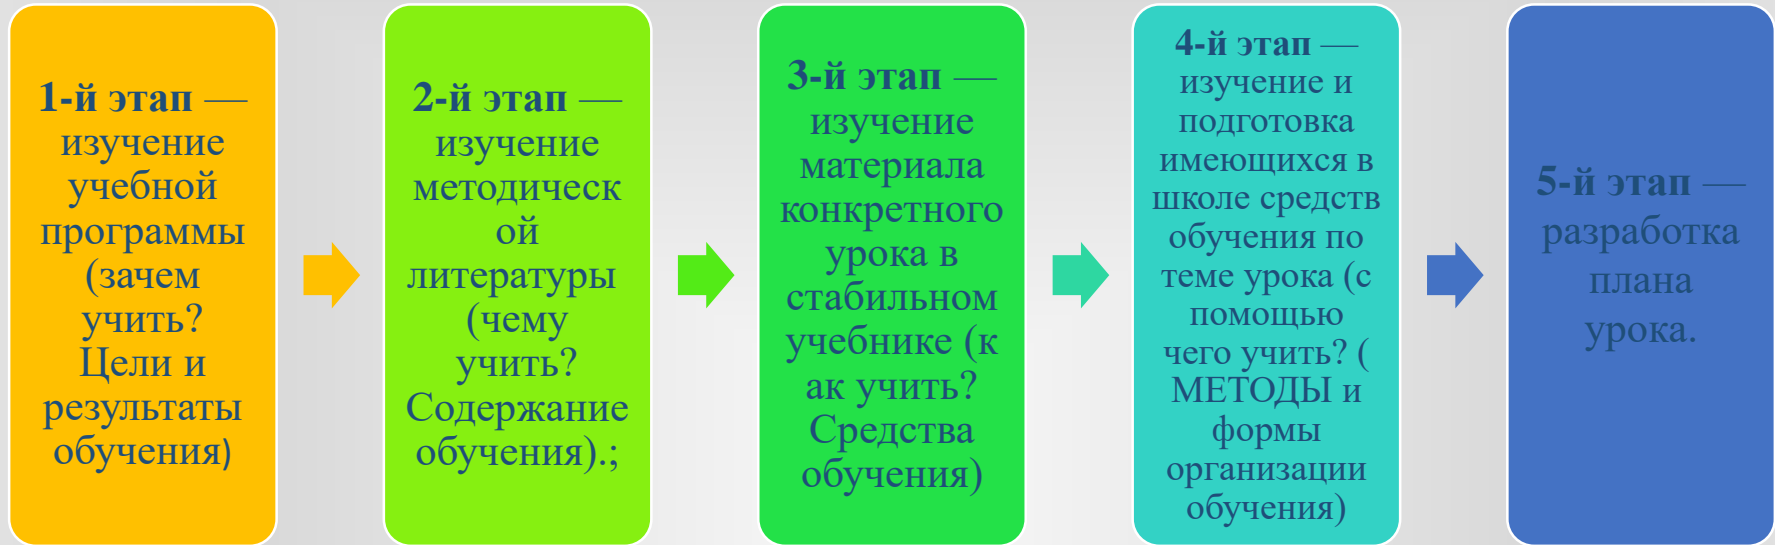 1-й этап —
изучение
учебной
программы
(зачем
учить?
Цели и
результаты
обучения)
2-й этап —
изучение
методическ
ой
литературы
(чему
учить?
Содержание
обучения).;
3-й этап —
изучение
материала
конкретного
урока в
стабильном
учебнике (к
ак учить?
Средства
обучения)
4-й этап —
изучение и
подготовка
имеющихся в
школе средств
обучения по
теме урока (с
помощью
чего учить? (
МЕТОДЫ и
формы
организации
обучения)
5-й этап —
разработка
плана
урока.